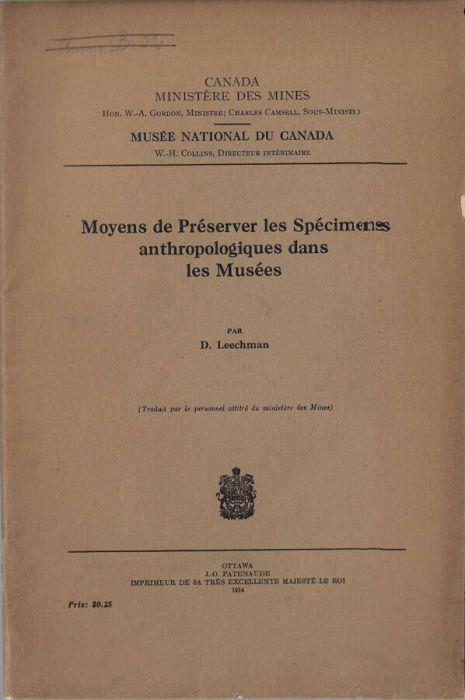 CANADA
MINISTÈRE DES MINES
HON. W.-A. GORDON, MINISTRE; CHARLES CAMSELL, SOUS-MINISTRE
MUSÉE NATIONAL DU CANADA
W.-H. COLLINS, DIRECTEUR INTÉRIMAIRE
Moyens de Préserver les Spécimens
anthropologiques dans
les Musées
PAR
D. Leechman
(Traduit par le personnel attitré du ministère des Mines)
OTTAWA
J.-O. PATENAUDE
IMPRIMEUR DE SA TRÈS EXCELLENTE MAJESTÉ LE ROI
1934
Prix: $0.25